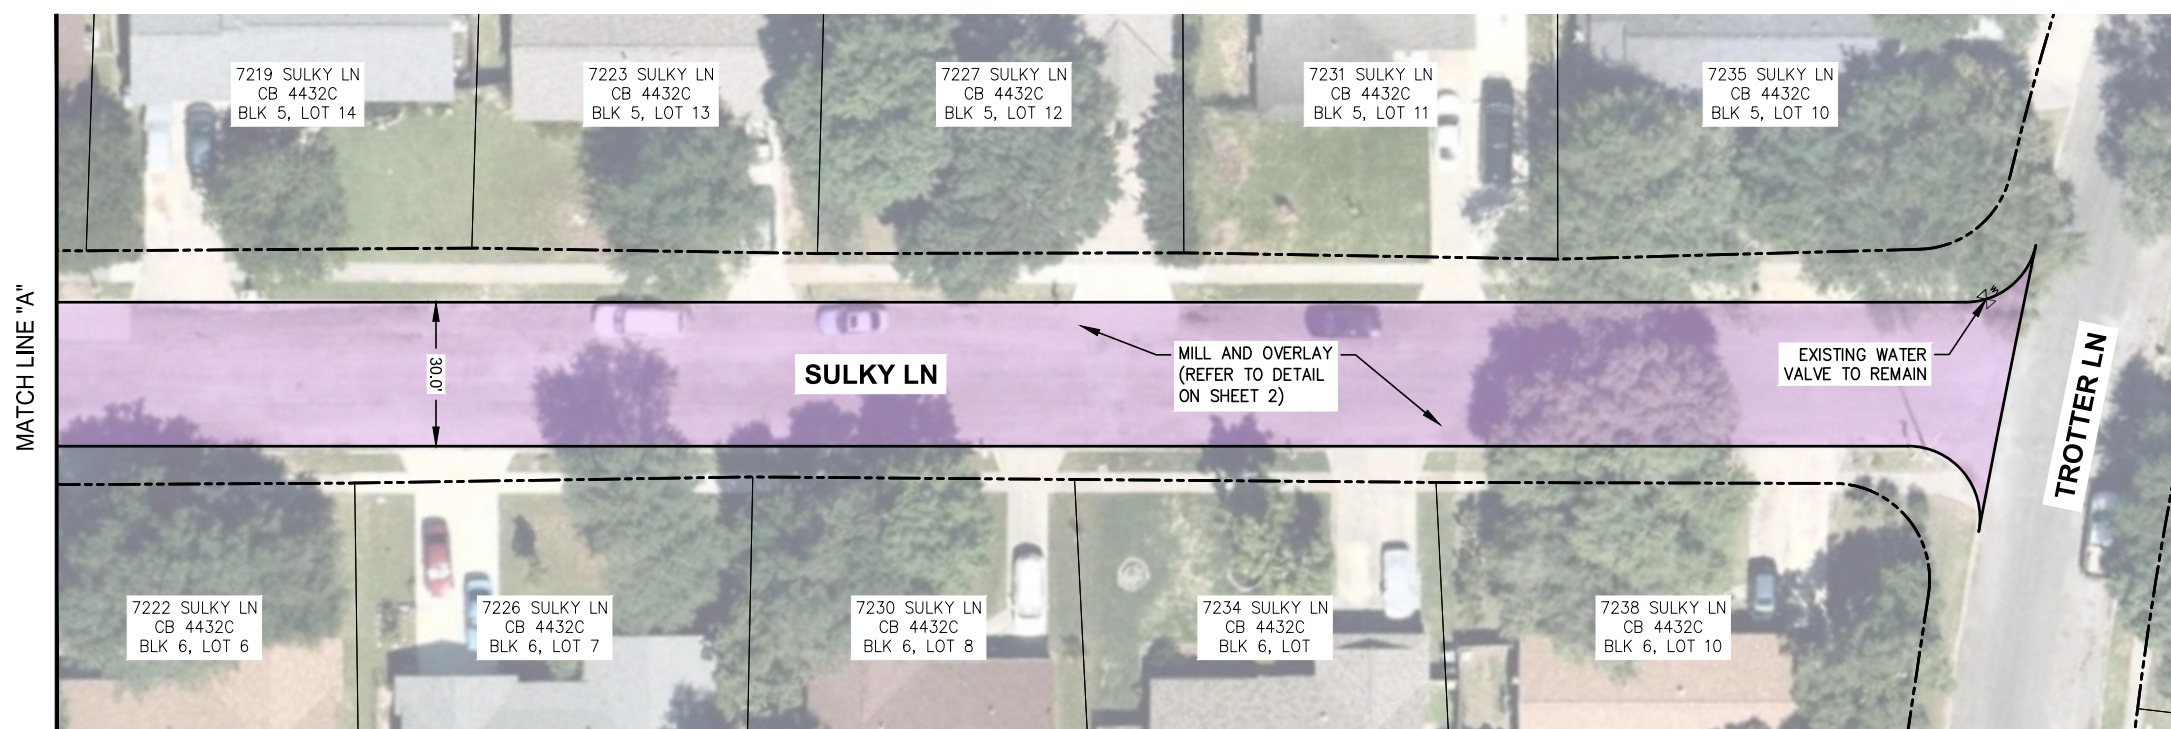 7219 SULKY LN
CB 4432C
BLK 5, LOT 14
7223 SULKY LN
CB 4432C
BLK 5, LOT 13
7227 SULKY LN
CB 4432C
BLK 5, LOT 12
7231 SULKY LN
CB 4432C
BLK 5, LOT 11
7235 SULKY LN
CB 4432C
BLK 5, LOT 10
MATCH LINE "A"
30.0'
SULKY LN
MILL AND OVERLAY
(REFER TO DETAIL
ON SHEET 2)
W
EXISTING WATER
VALVE TO REMAIN
TROTTER LN
7222 SULKY LN
CB 4432C
BLK 6, LOT 6
7226 SULKY LN
CB 4432C
BLK 6, LOT 7
7230 SULKY LN
CB 4432C
BLK 6, LOT 8
7234 SULKY LN
CB 4432C
BLK 6, LOT
7238 SULKY LN
CB 4432C
BLK 6, LOT 10